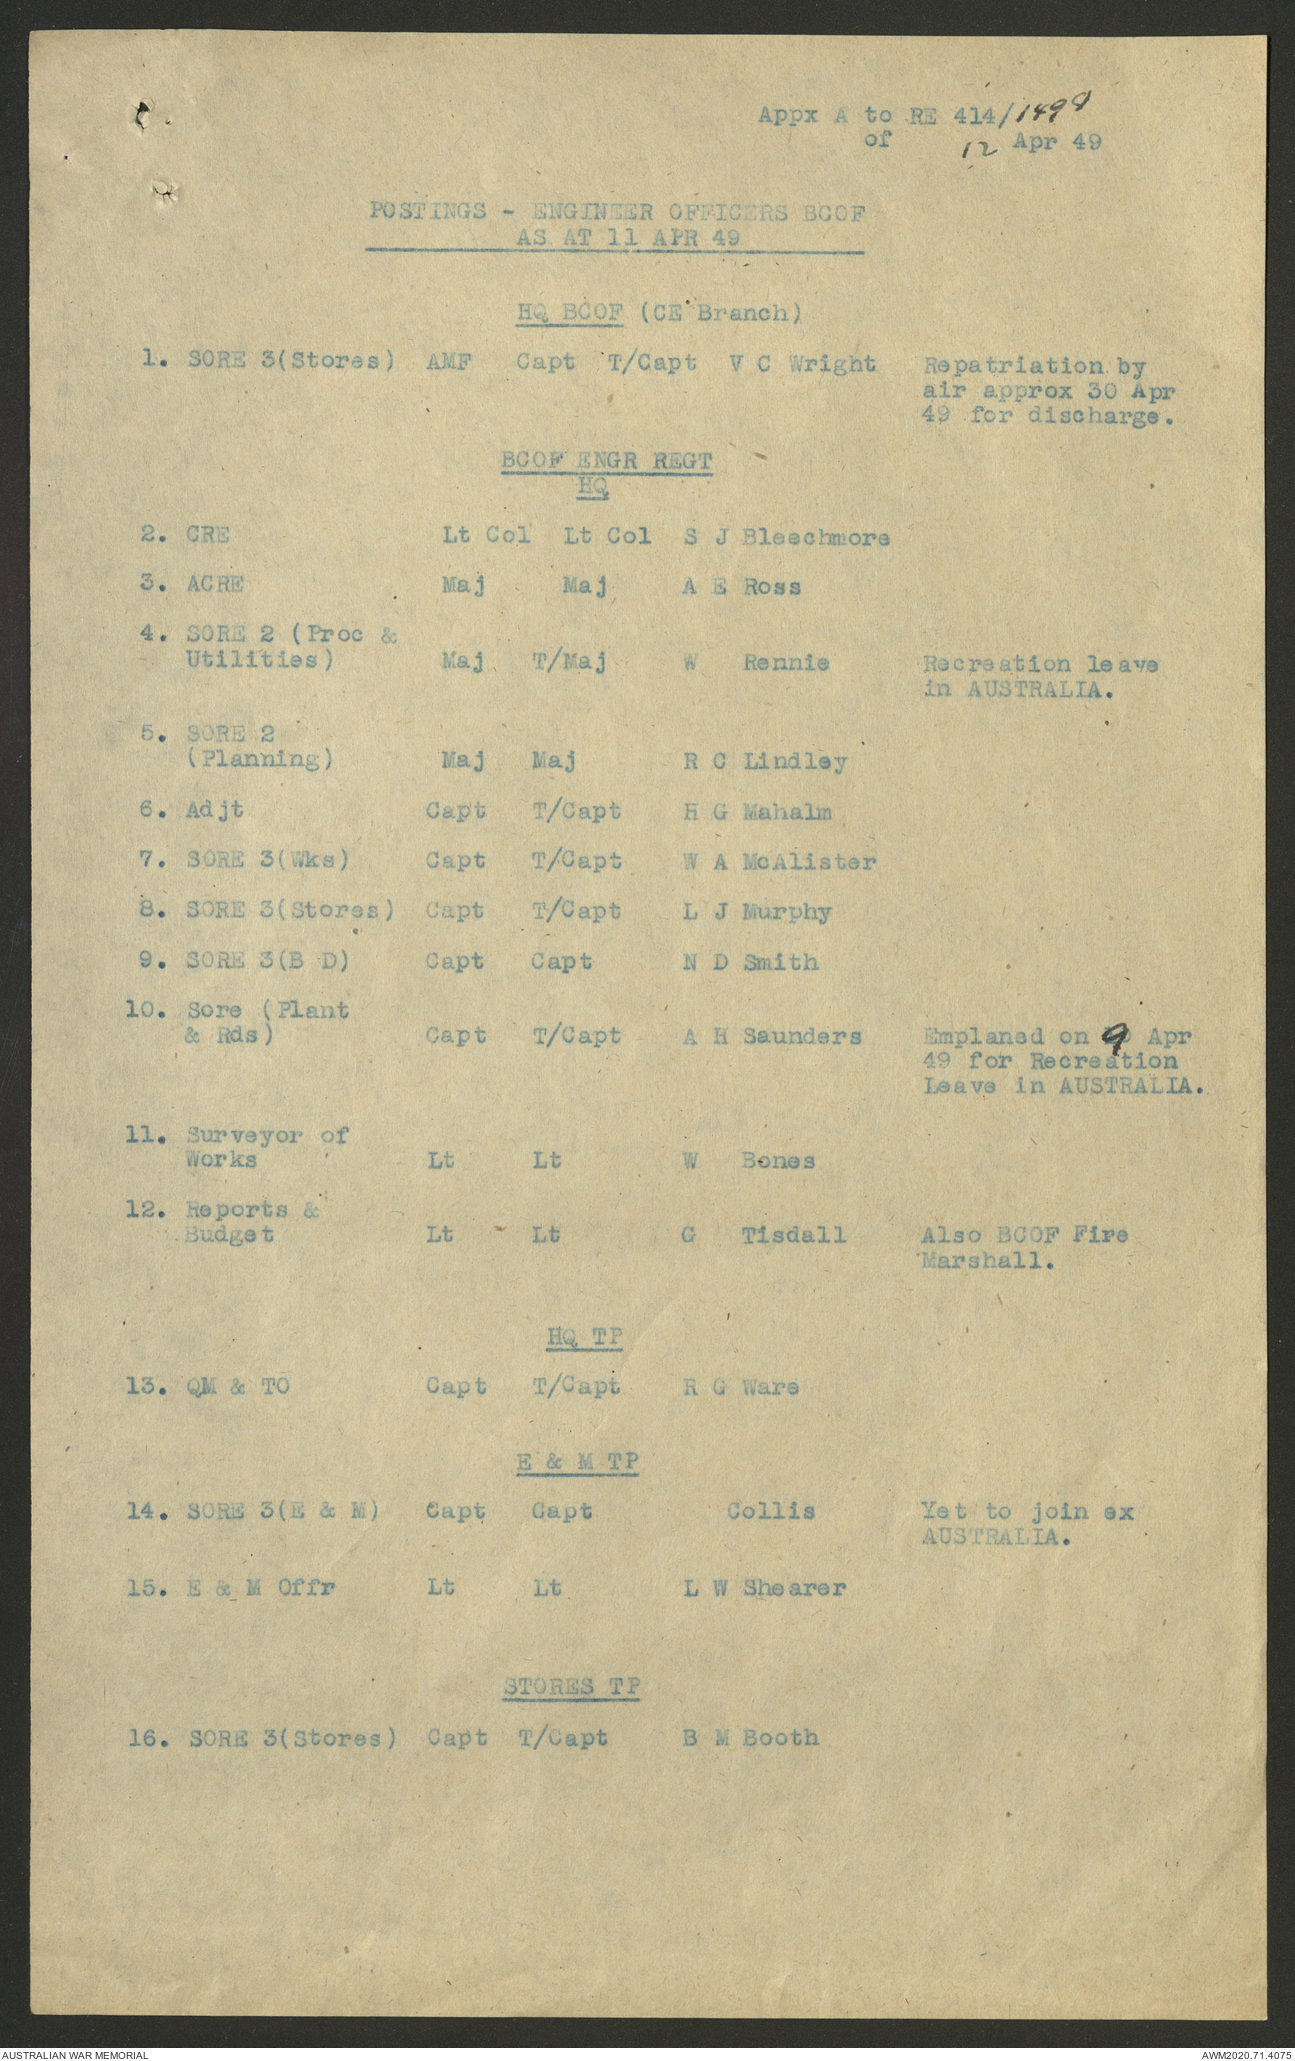 Appx A to RE 414/1498
of 12 Apr 49
POSTINGS - ENGINEER OFFICERS BCOF
AS AT 11 APR 49
HQ BCOF (CE Branch)
1. SORE 3(Stores) AMF Capt T/Capt V C Wright Repatriation by
air approx 30 Apr
49 for discharge.
BCOF ENGR REGT
HQ
2. CRE Lt Col Lt Col S J Bleechmore
3. ACRE Maj Maj A E Ross
4. SORE 2 (Proc &
Utilities) Maj T/Maj W Rennie Recreation leave
in AUSTRALIA.
5. SORE 2
(Planning) Maj Maj R C Lindley
6. Adjt Capt T/Capt H G Mahalm
7. SORE 3(Wks) Capt T/Capt W A McAlister
8. SORE 3(Stores) Capt T/Capt L J Murphy
9. SORE 3(B D) Capt Capt N D Smith
10. Sore (Plant
& Rds) Capt T/Capt A H Saunders Emplaned on 9 Apr
49 for Recreation
Leave in AUSTRALIA.
11. Surveyor of
Works Lt Lt W Bones
12. Reports &
Budget Lt Lt G Tisdall Also BCOF Fire
Marshall.
HQ TP
13. QM & TO Capt T/Capt R G Ware
E & M TP
14. SORE 3(E & M) Capt Capt Collis Yet to join ex
AUSTRALIA.
15. E & M Offr Lt Lt L W Shearer
STORES TP
16. SORE 3(Stores) Capt T/Capt B M Booth
AUSTRALIAN WAR MEMORIAL AWM2020.71.4075